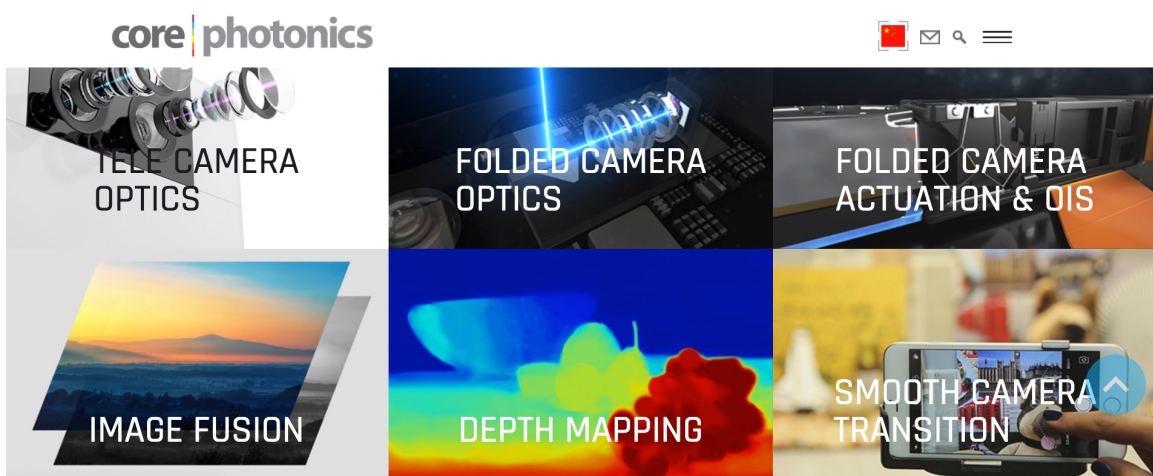 core photonics
TELE CAMERA
OPTICS
FOLDED CAMERA
OPTICS
FOLDED CAMERA
ACTUATION & OIS
IMAGE FUSION
DEPTH MAPPING
SMOOTH CAMERA
TRANSITION